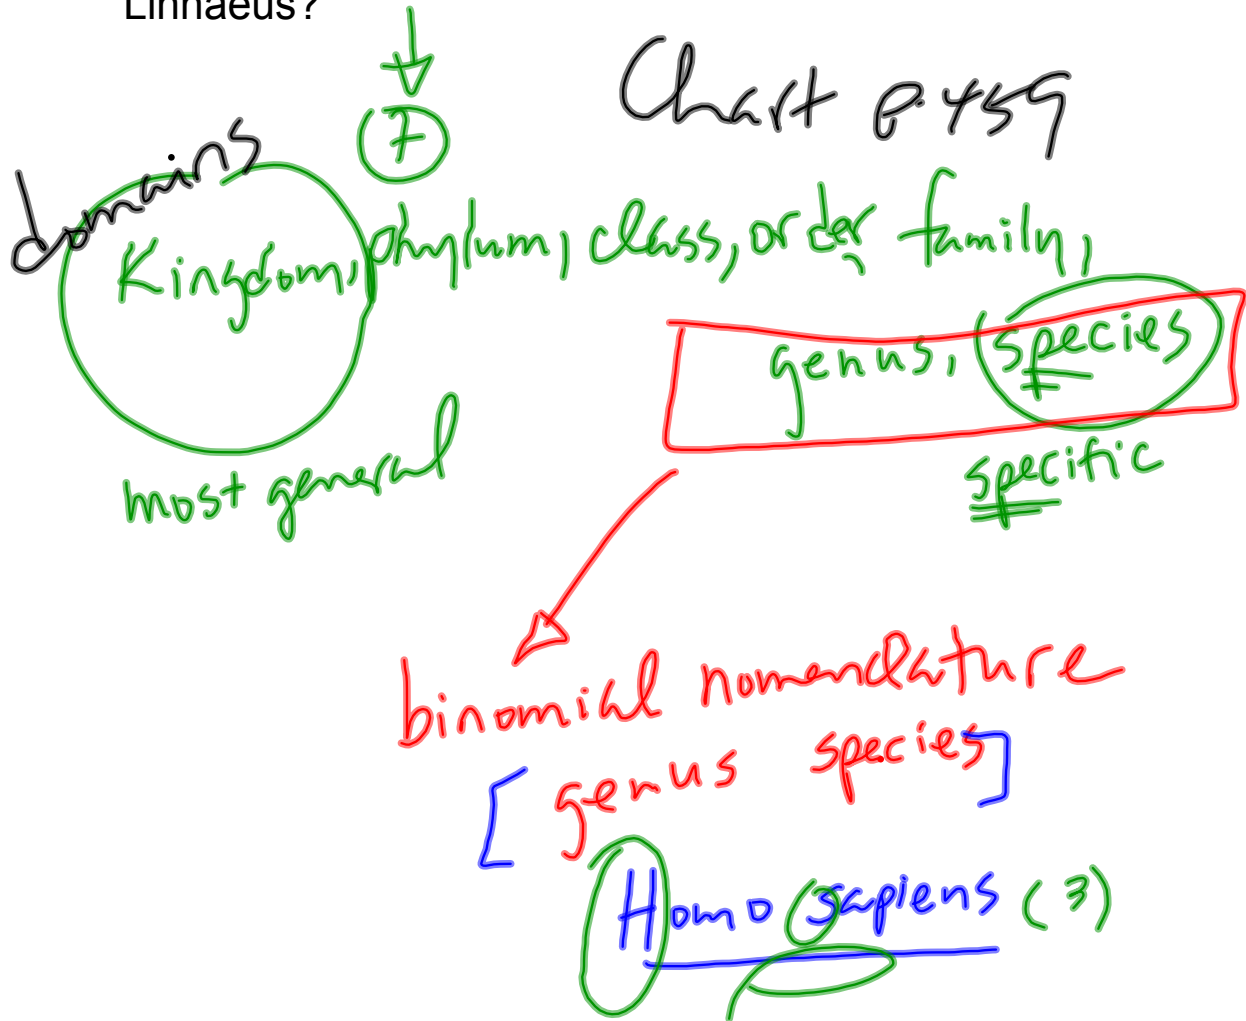 Linnaeus?
Chart p.459
7
domains
Kingdom, phylum, class, order, family,
genus, species
most general
specific
binomial nomenclature
[genus species]
Homo sapiens (3)